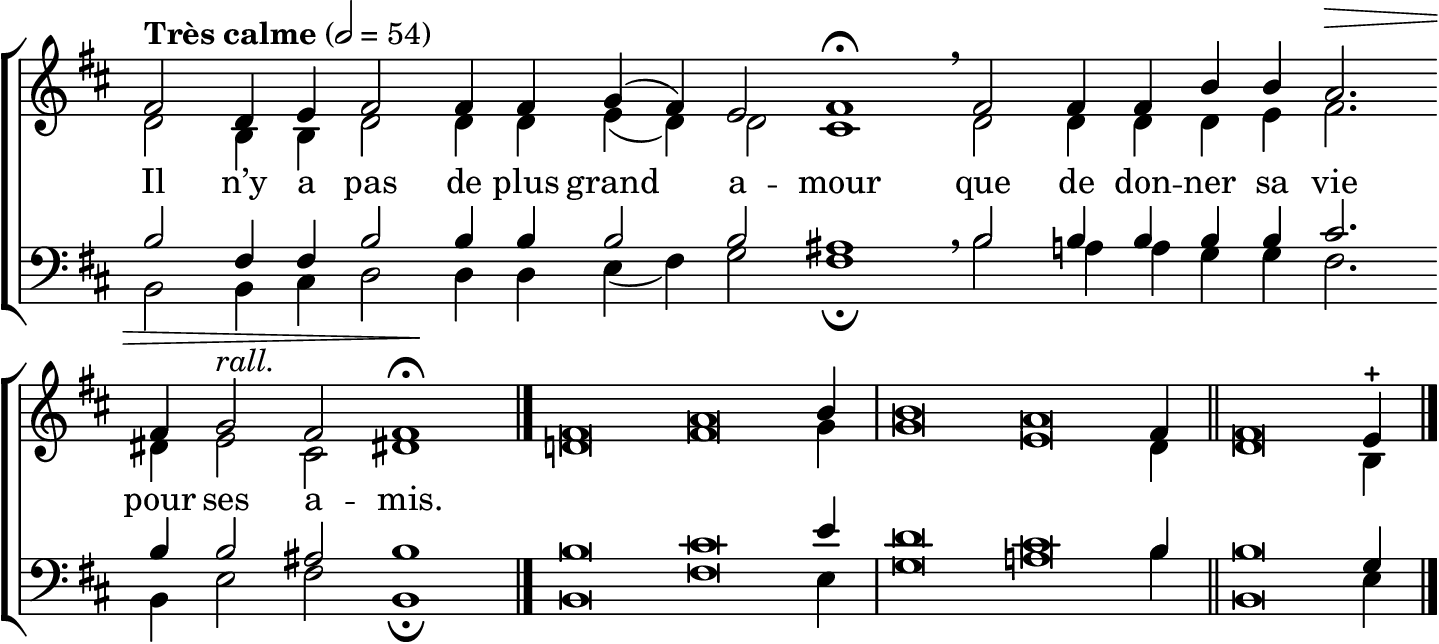 Très calme (𝅗𝅥 = 54)
Il n’y a pas de plus grand a -- mour que de don -- ner sa vie
rall.
pour ses a -- mis.